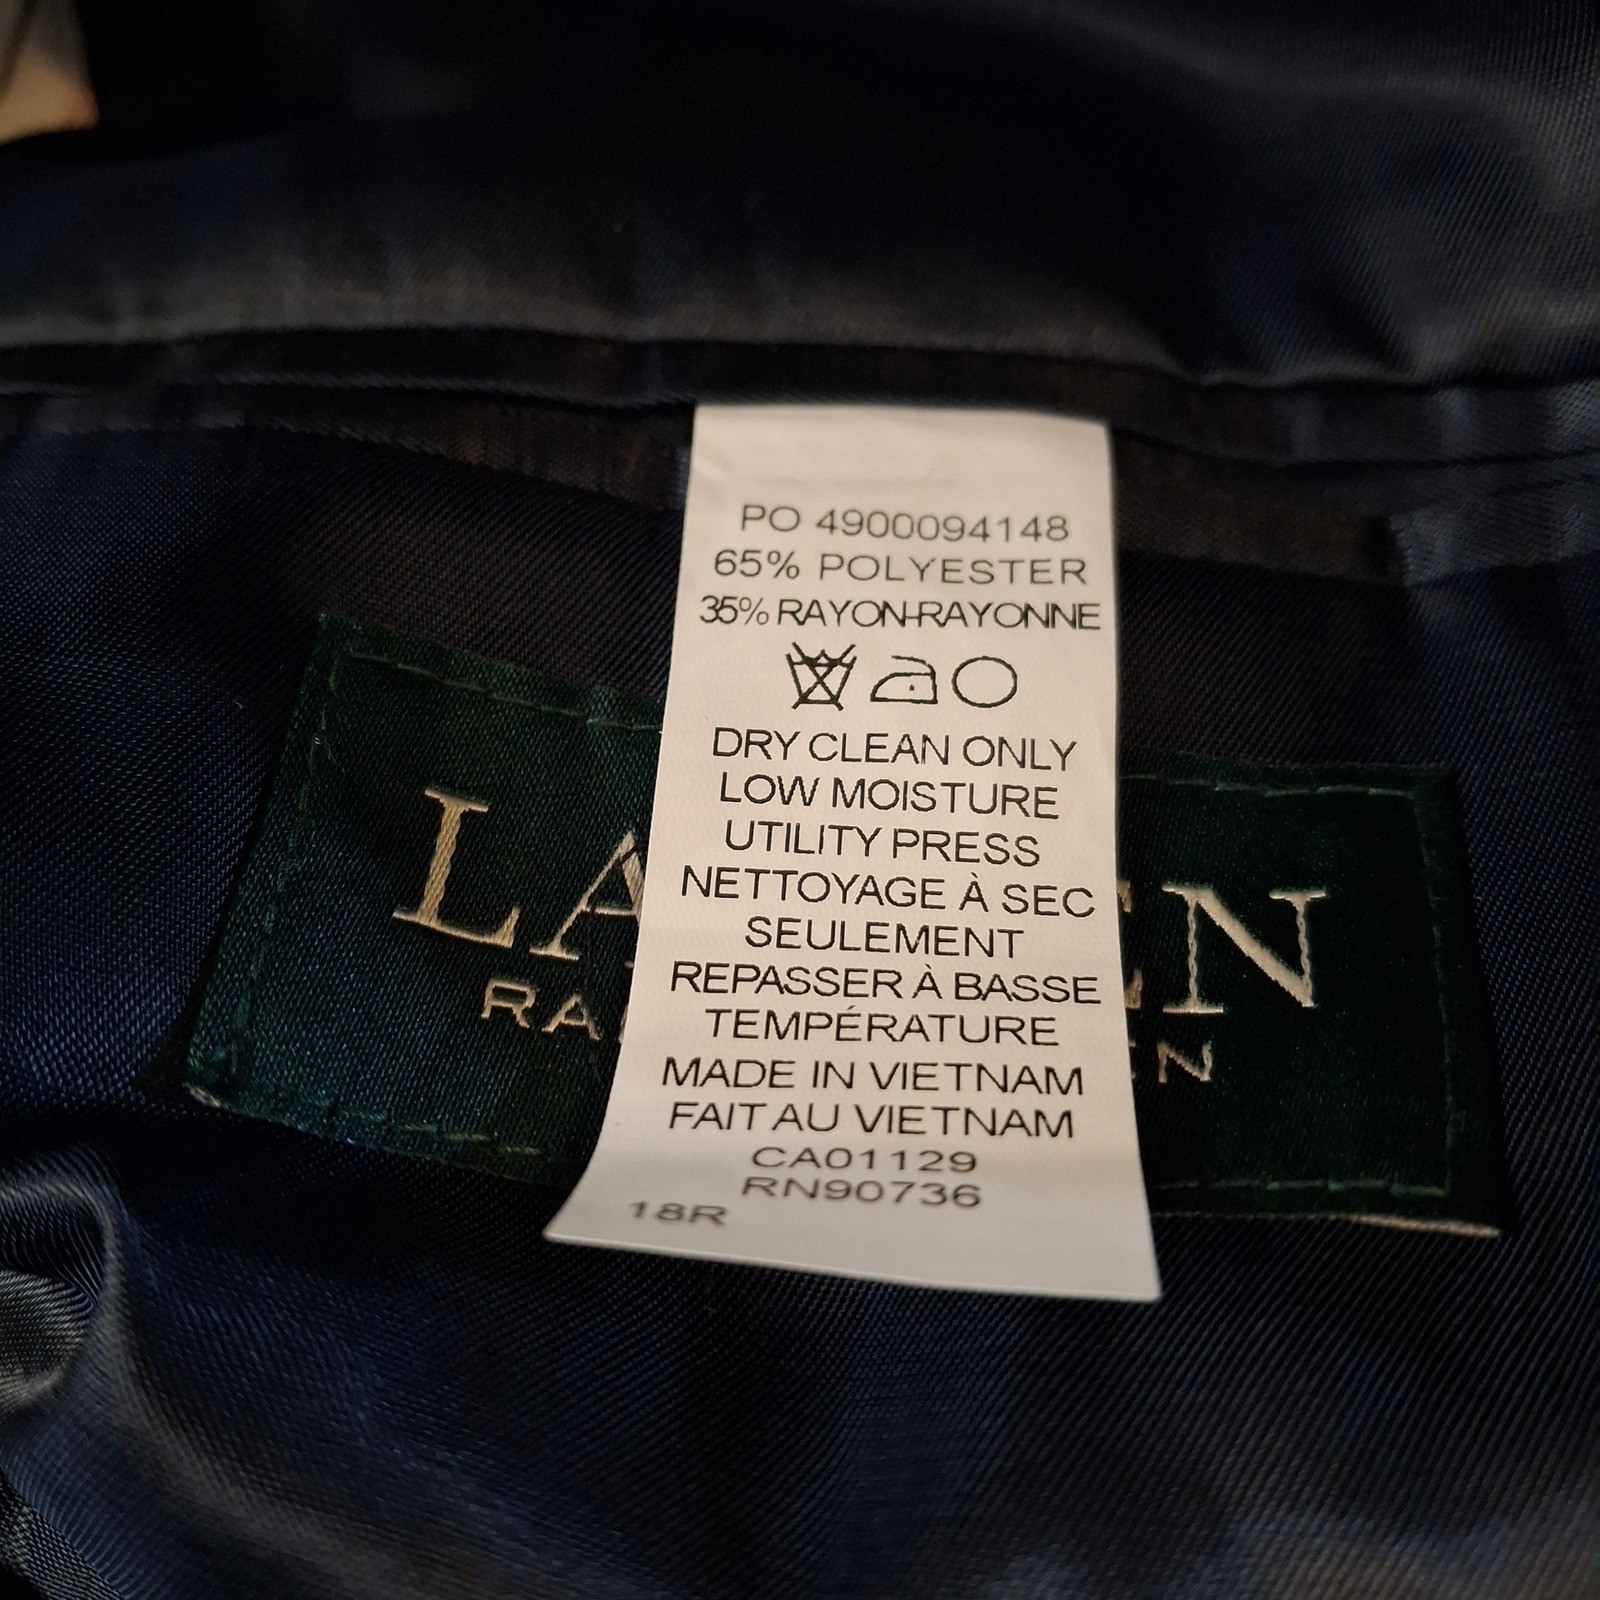 PO 4900094148
65% POLYESTER
35% RAYON-RAYONNE
DRY CLEAN ONLY
LOW MOISTURE
UTILITY PRESS
NETTOYAGE À SEC
SEULEMENT
REPASSER À BASSE
TEMPÉRATURE
MADE IN VIETNAM
FAIT AU VIETNAM
CA01129
RN90736
18R